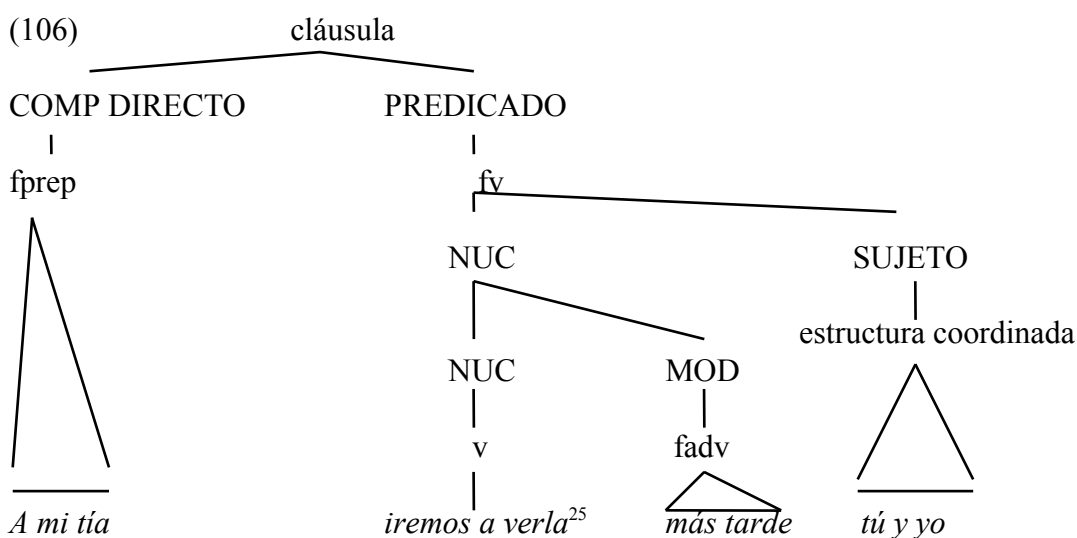 (106) cláusula
COMP DIRECTO PREDICADO
fprep fv
NUC SUJETO
estructura coordinada
NUC MOD
v fadv
A mi tía iremos a verla25 más tarde tú y yo